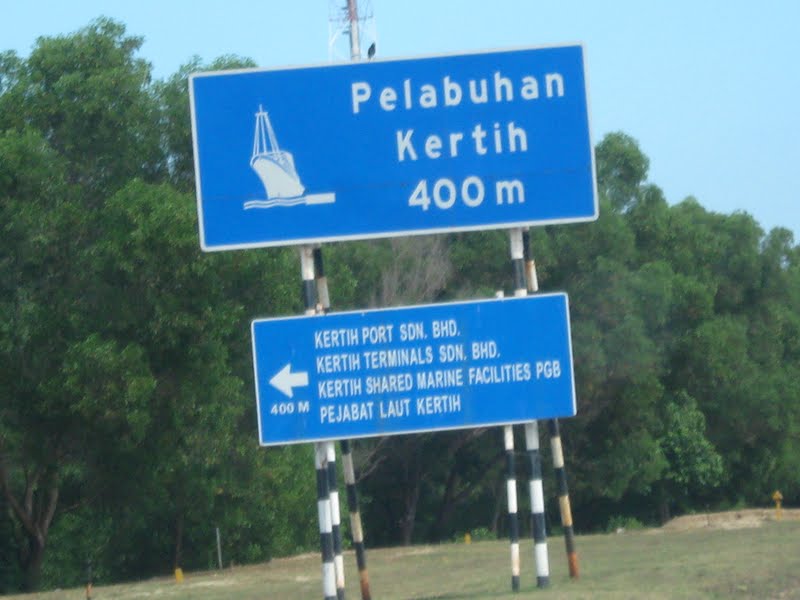 Pelabuhan
Kertih
400 m
KERTIH PORT SDN. BHD.
KERTIH TERMINALS SDN. BHD.
KERTIH SHARED MARINE FACILITIES PGB
PEJABAT LAUT KERTIH
400 M